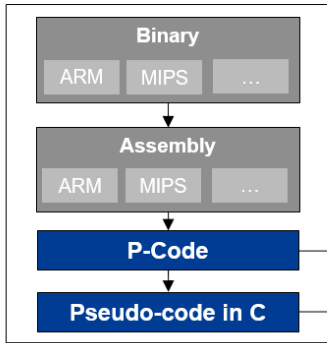 Binary
ARM MIPS ...
Assembly
ARM MIPS ...
P-Code
Pseudo-code in C